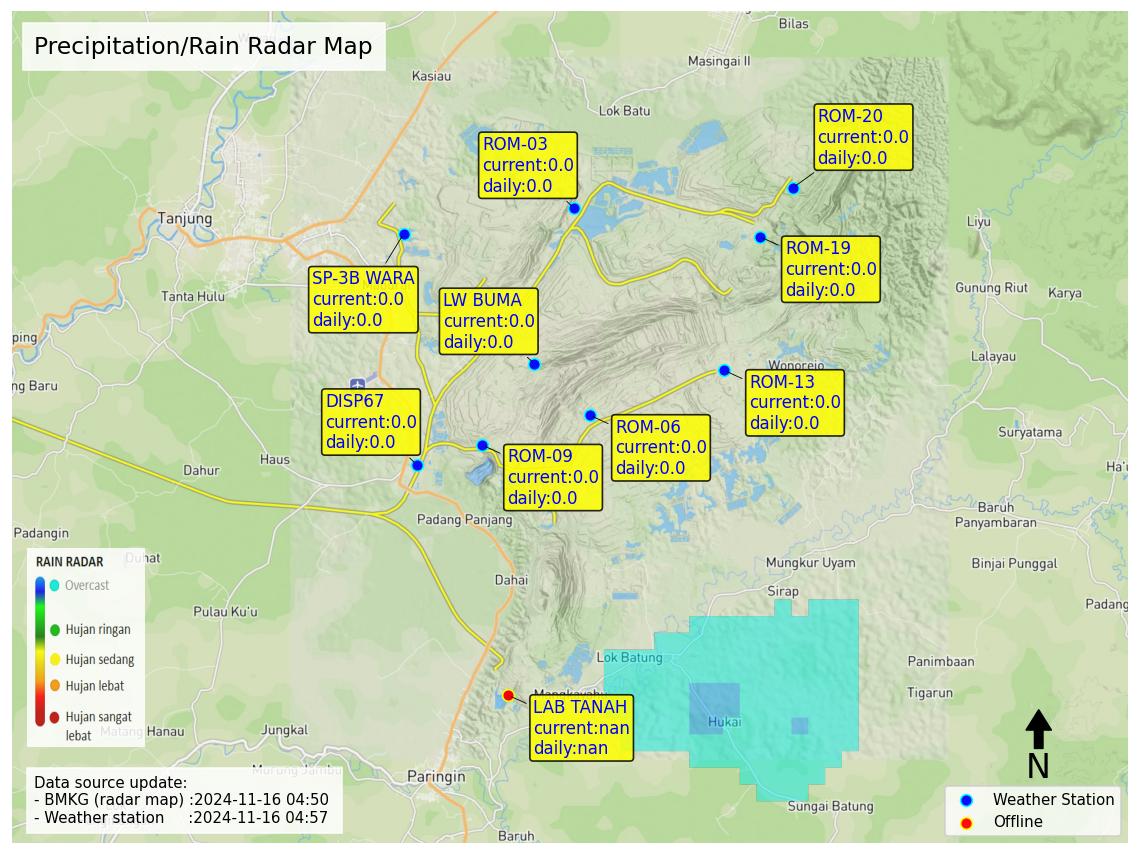 Precipitation/Rain Radar Map
Bilas
Masingai II
Kasiau
Lok Batu
ROM-20
current:0.0
daily:0.0
ROM-03
current:0.0
daily:0.0
Tanjung
Liyu
ROM-19
current:0.0
daily:0.0
SP-3B WARA
current:0.0
daily:0.0
Tanta Hulu
LW BUMA
current:0.0
daily:0.0
Gunung Riut
Karya
ping
Lalayau
Wonorejo
ng Baru
ROM-13
current:0.0
daily:0.0
DISP67
current:0.0
daily:0.0
ROM-06
current:0.0
daily:0.0
Suryatama
ROM-09
current:0.0
daily:0.0
Haus
Dahur
Ha'u
Padang Panjang
Baruh
Panyambaran
Padangin
Duhat
Mungkur Uyam
Binjai Punggal
RAIN RADAR
Overcast
Hujan ringan
Hujan sedang
Hujan lebat
Hujan sangat
lebat
Dahai
Sirap
Pulau Ku'u
Padang
Lok Batung
Panimbaan
Tigarun
Mangkayahu
LAB TANAH
current:nan
daily:nan
Hukai
Matang Hanau
Jungkal
Murung Jambu
Paringin
N
Data source update:
- BMKG (radar map) :2024-11-16 04:50
- Weather station :2024-11-16 04:57
Sungai Batung
Baruh
Weather Station
Offline